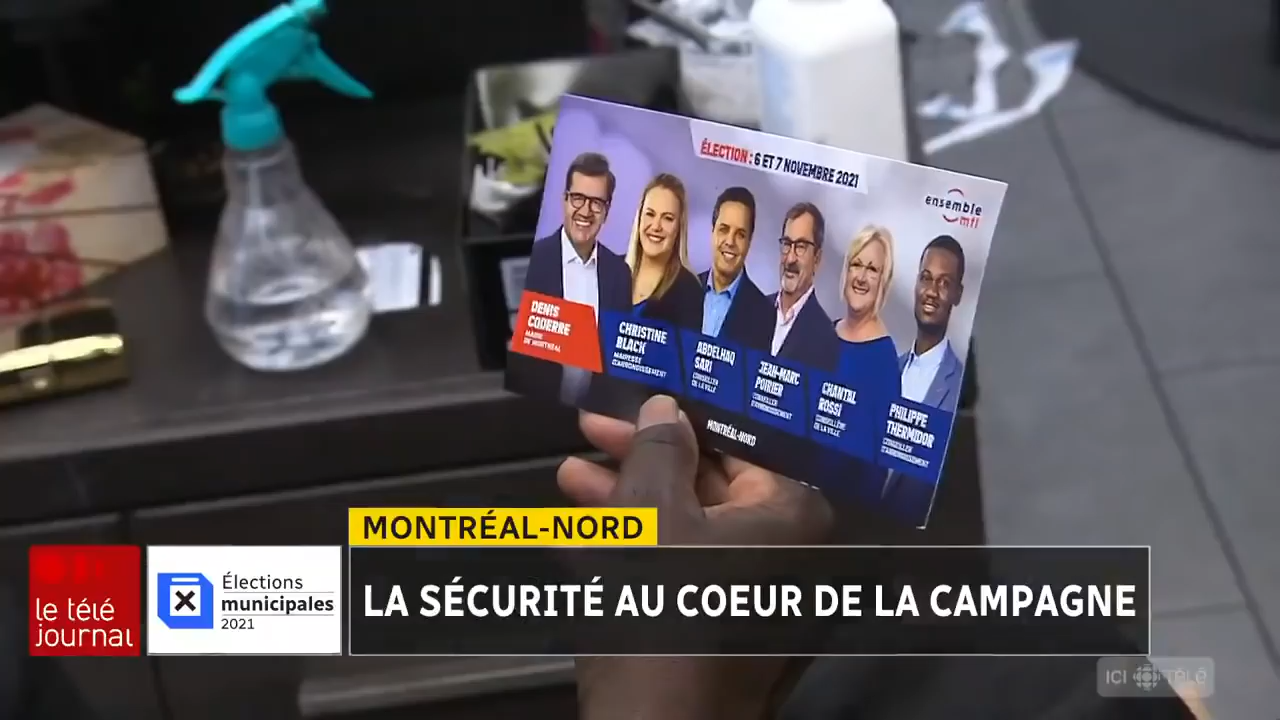 ÉLECTION : 6 ET 7 NOVEMBRE 2021
ensemble
mtl
DENIS
CODERRE
MAIRE
DE MONTRÉAL
CHRISTINE
BLACK
MAIRESSE
D'ARRONDISSEMENT
ABDELHAQ
SARI
CONSEILLER
DE LA VILLE
JEAN-MARC
POIRIER
CONSEILLER
D'ARRONDISSEMENT
CHANTAL
ROSSI
CONSEILLÈRE
DE LA VILLE
PHILIPPE
THERMIDOR
CONSEILLER
D'ARRONDISSEMENT
MONTRÉAL-NORD
MONTRÉAL-NORD
le télé
journal
Élections
municipales
2021
LA SÉCURITÉ AU COEUR DE LA CAMPAGNE
ICI TÉLÉ